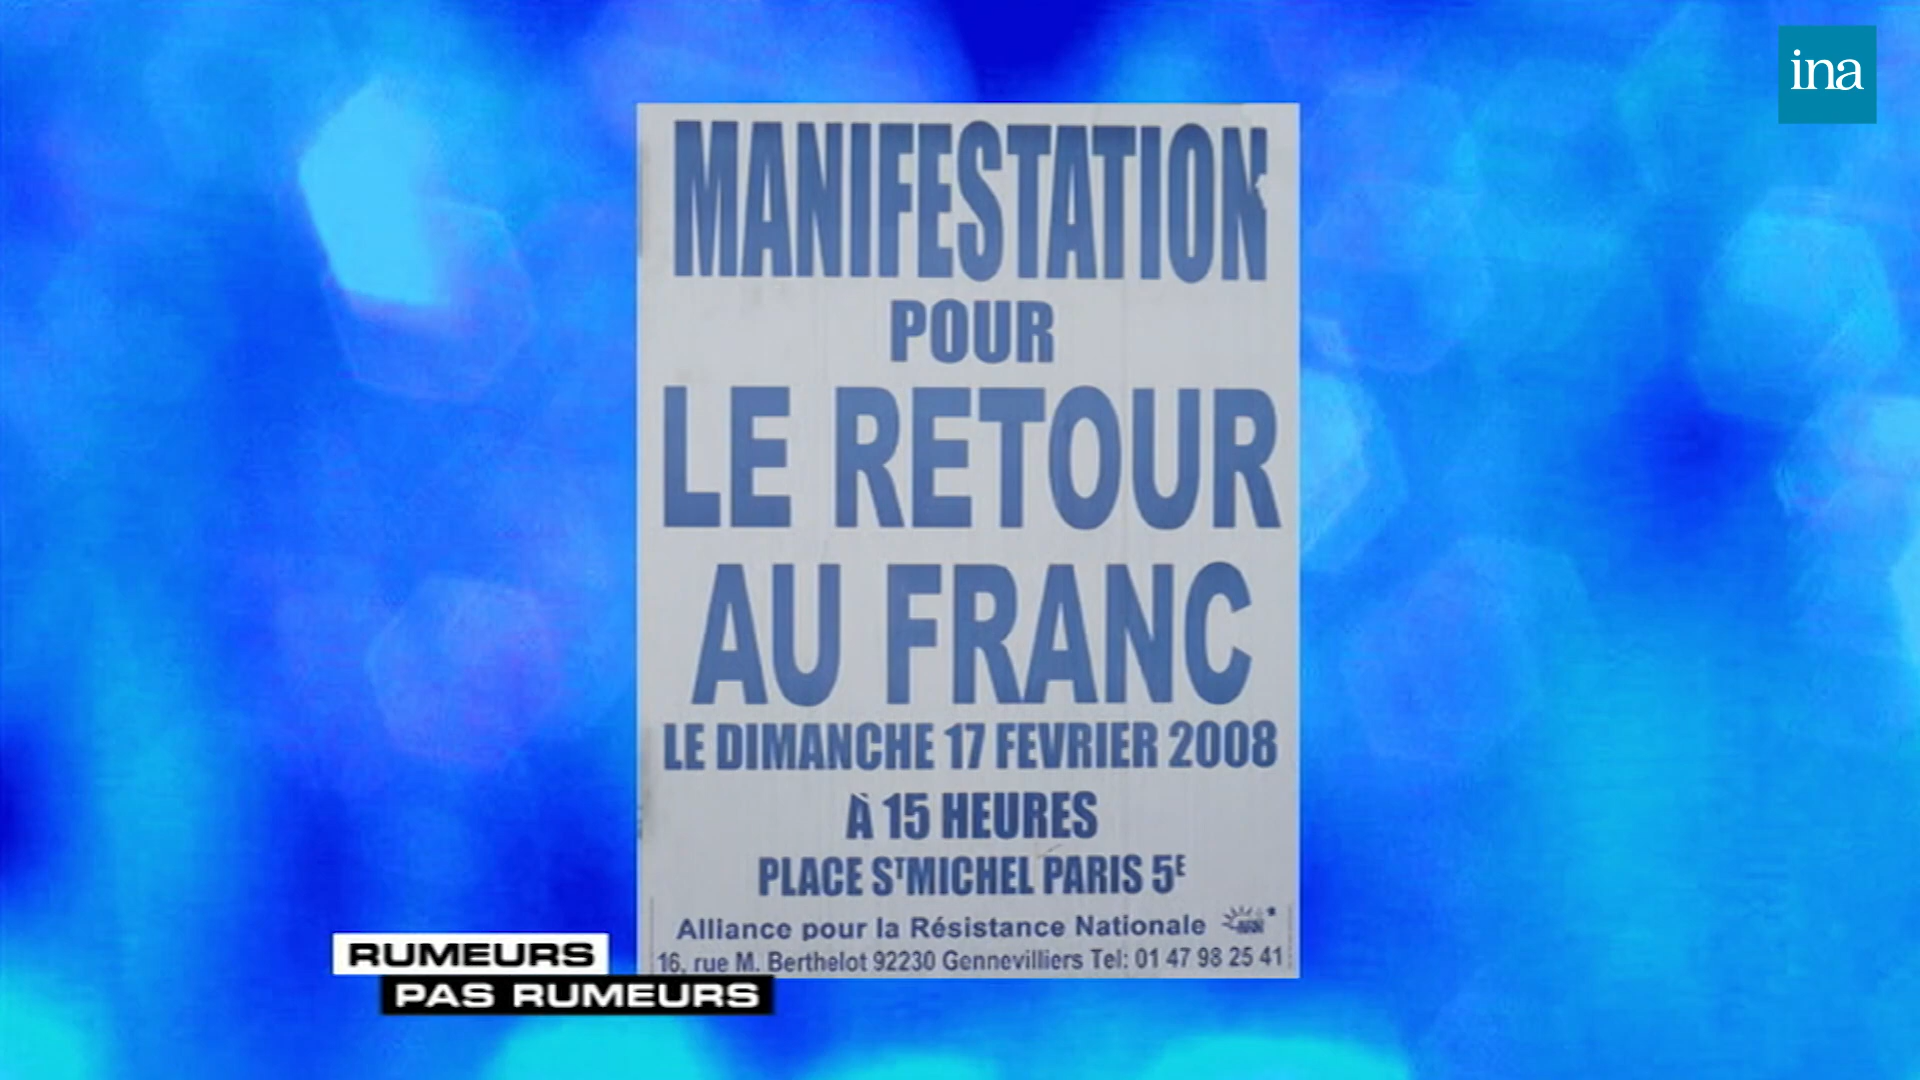 ina
MANIFESTATION
POUR
LE RETOUR
AU FRANC
LE DIMANCHE 17 FEVRIER 2008
À 15 HEURES
PLACE ST MICHEL PARIS 5E
Alliance pour la Résistance Nationale
16, rue M. Berthelot 92230 Gennevilliers Tel: 01 47 98 25 41
RUMEURS
PAS RUMEURS